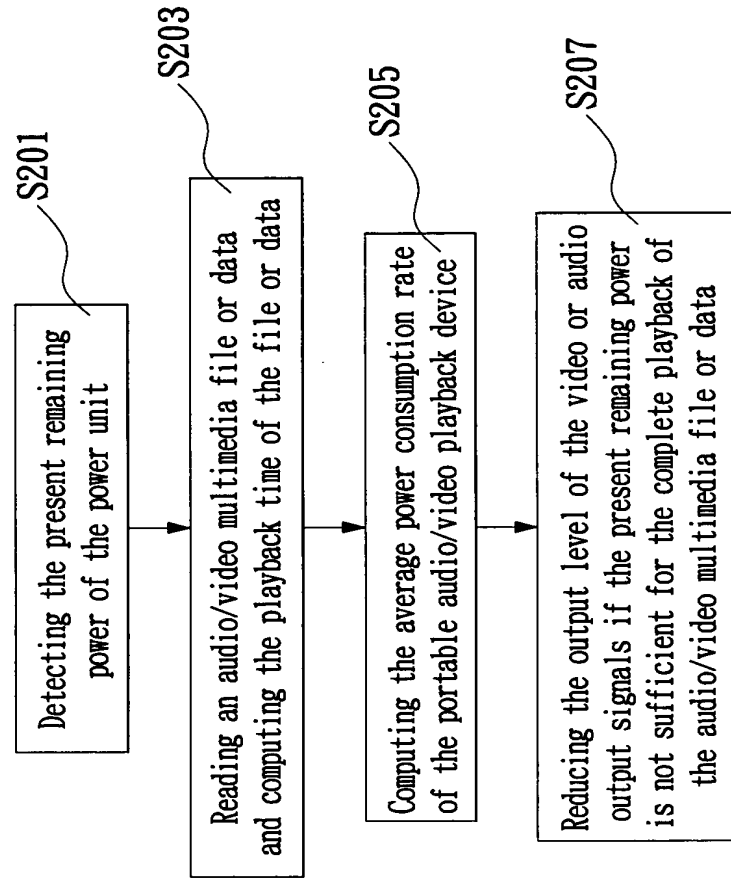 S201
Detecting the present remaining
power of the power unit
S203
Reading an audio/video multimedia file or data
and computing the playback time of the file or data
S205
Computing the average power consumption rate
of the portable audio/video playback device
S207
Reducing the output level of the video or audio
output signals if the present remaining power
is not sufficient for the complete playback of
the audio/video multimedia file or data